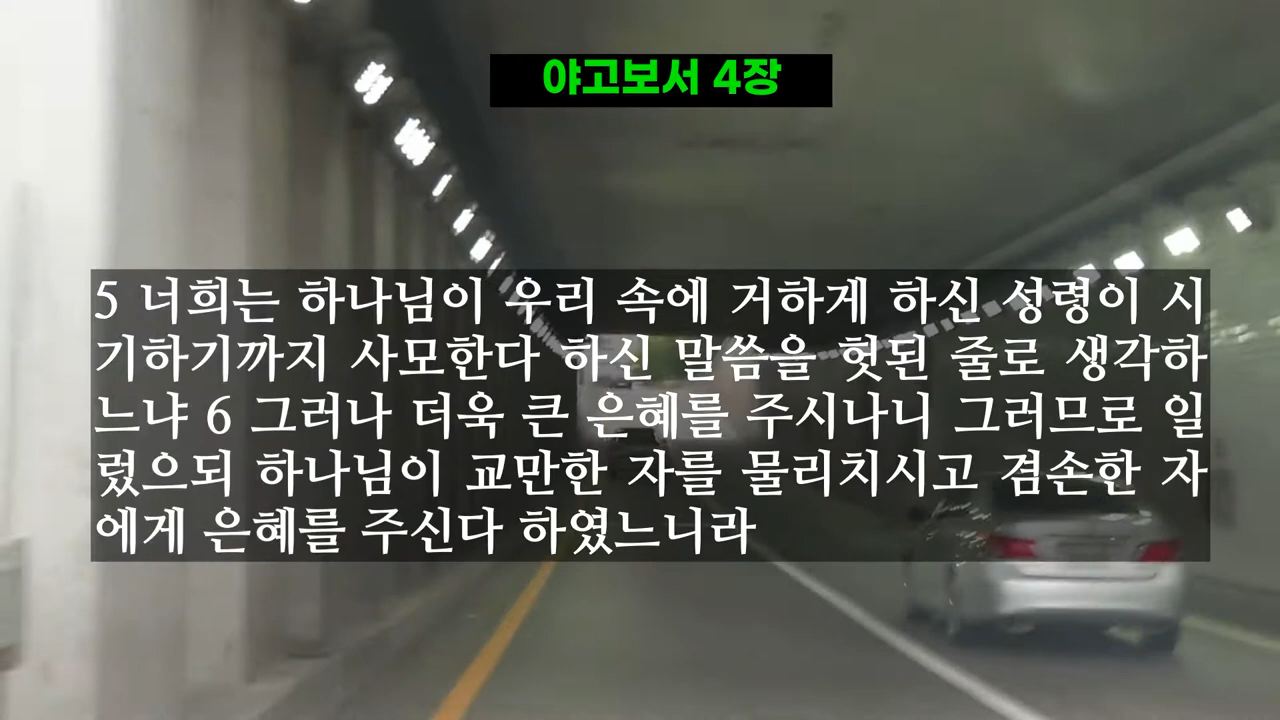 야고보서 4장
5 너희는 하나님이 우리 속에 거하게 하신 성령이 시
기하기까지 사모한다 하신 말씀을 헛된 줄로 생각하
느냐 6 그러나 더욱 큰 은혜를 주시나니 그러므로 일
렀으되 하나님이 교만한 자를 물리치시고 겸손한 자
에게 은혜를 주신다 하였느니라